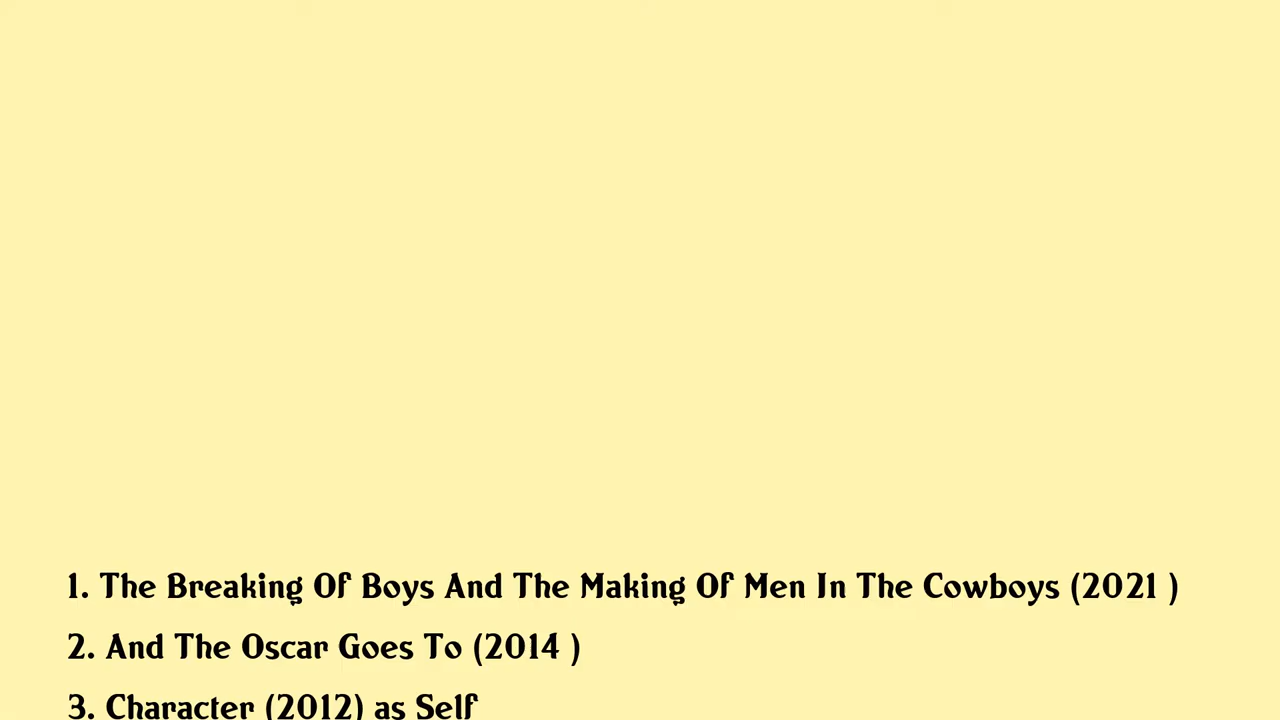 1. The Breaking Of Boys And The Making Of Men In The Cowboys (2021 )
2. And The Oscar Goes To (2014 )
3. Character (2012) as Self